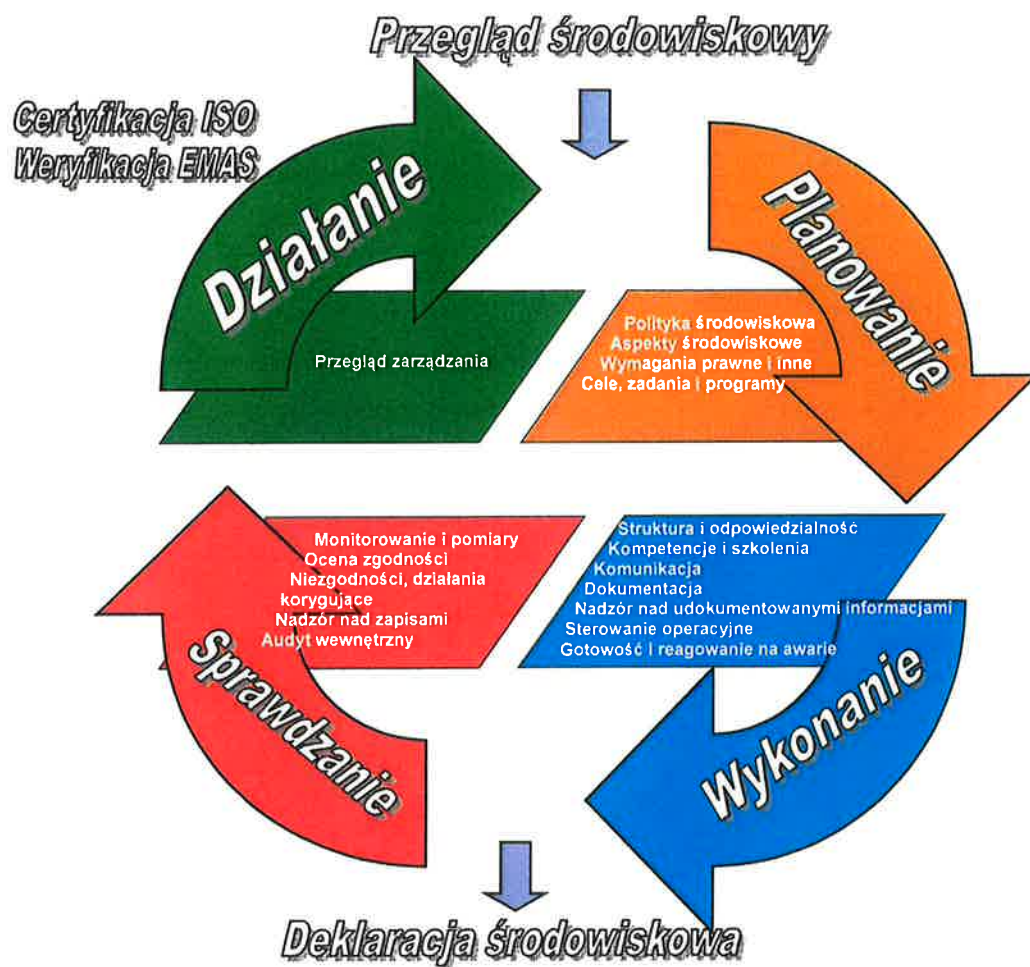 Przegląd środowiskowy
Certyfikacja ISO
Weryfikacja EMAS
Działanie
Planowanie
Przegląd zarządzania
Polityka środowiskowa
Aspekty środowiskowe
Wymagania prawne i inne
Cele, zadania i programy
Monitorowanie i pomiary
Ocena zgodności
Niezgodności, działania
korygujące
Nadzór nad zapisami
Audyt wewnętrzny
Struktura i odpowiedzialność
Kompetencje i szkolenia
Komunikacja
Dokumentacja
Nadzór nad udokumentowanymi informacjami
Sterowanie operacyjne
Gotowość i reagowanie na awarie
Sprawdzanie
Wykonanie
Deklaracja środowiskowa